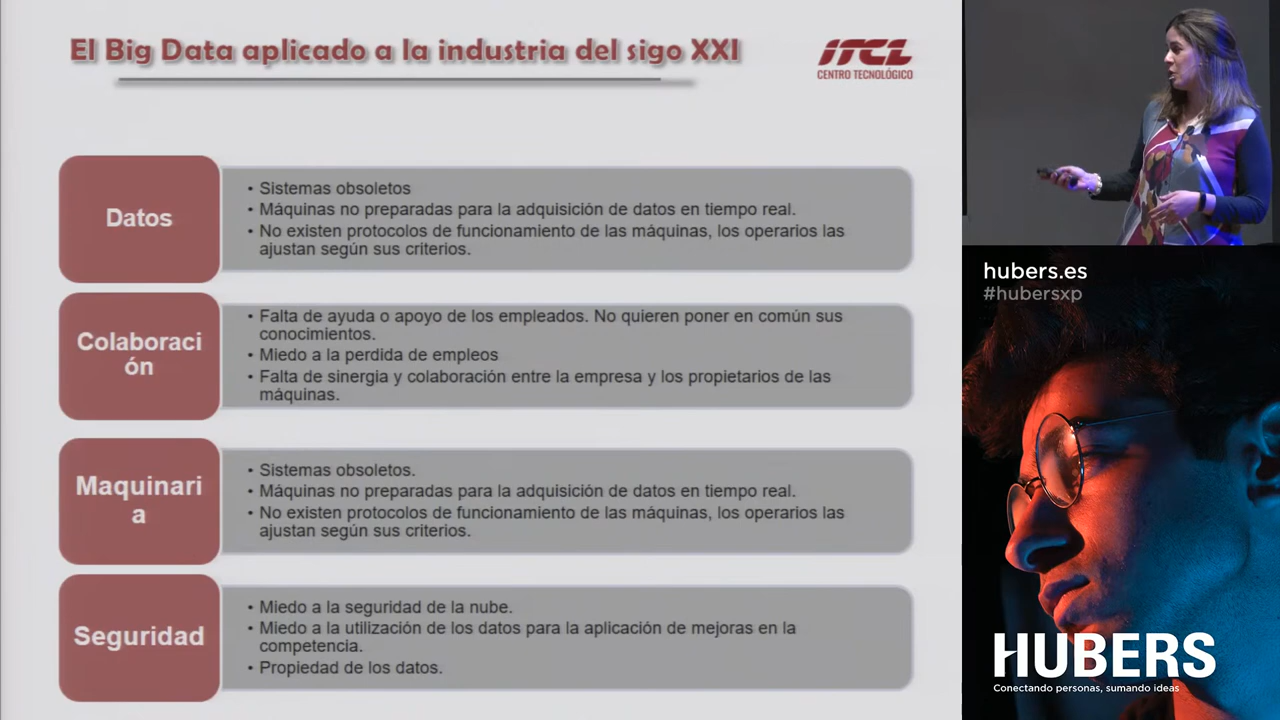 El Big Data aplicado a la industria del sigo XXI
ITCL
CENTRO TECNOLÓGICO
Datos
• Sistemas obsoletos
• Máquinas no preparadas para la adquisición de datos en tiempo real.
• No existen protocolos de funcionamiento de las máquinas, los operarios las
ajustan según sus criterios.
Colaboraci
ón
• Falta de ayuda o apoyo de los empleados. No quieren poner en común sus
conocimientos.
• Miedo a la perdida de empleos
• Falta de sinergia y colaboración entre la empresa y los propietarios de las
máquinas.
Maquinari
a
• Sistemas obsoletos.
• Máquinas no preparadas para la adquisición de datos en tiempo real.
• No existen protocolos de funcionamiento de las máquinas, los operarios las
ajustan según sus criterios.
Seguridad
• Miedo a la seguridad de la nube.
• Miedo a la utilización de los datos para la aplicación de mejoras en la
competencia.
• Propiedad de los datos.
hubers.es
#hubersxp
HUBERS
Conectando personas, sumando ideas